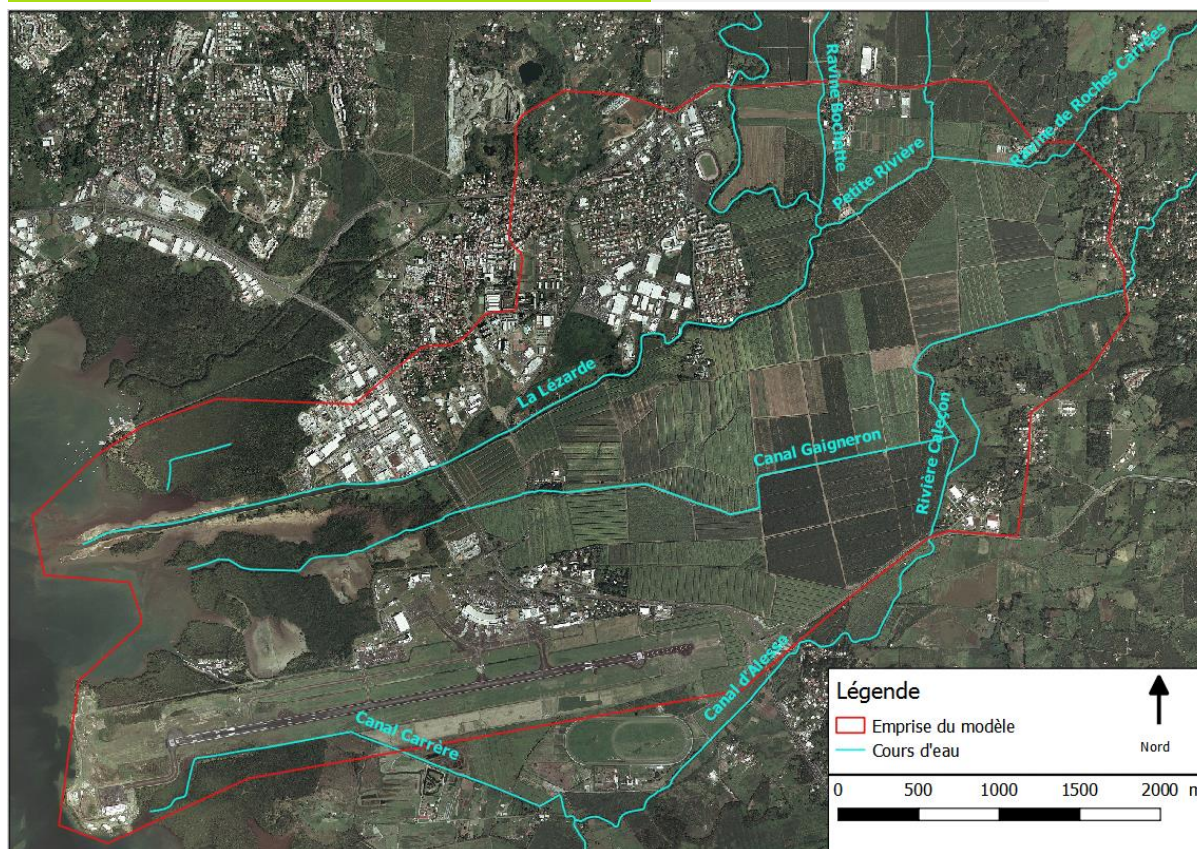 Ravine Bochette
Ravine de Roches Carrées
Petite Rivière
La Lézarde
Canal Gaigneron
Rivière Caleçon
Canal d'Alesso
Canal Carrère
Légende
Emprise du modèle
Cours d'eau
Nord
0 500 1000 1500 2000 m